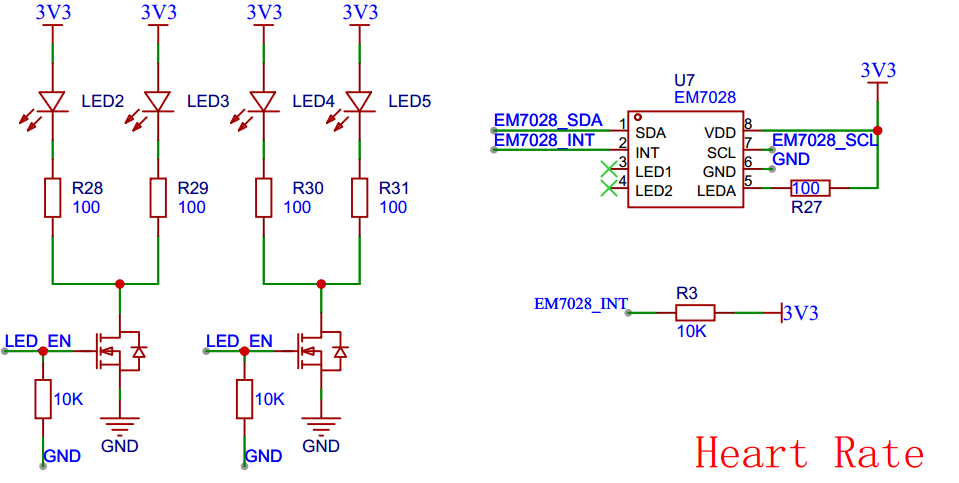 3V3 3V3 3V3 3V3
LED2 LED3 LED4 LED5
R28 R29 R30 R31
100 100 100 100
LED_EN LED_EN
10K 10K
GND GND
GND GND
3V3
U7
EM7028
EM7028_SDA 1 SDA VDD 8
EM7028_INT 2 INT SCL 7 EM7028_SCL
3 LED1 GND 6 GND
4 LED2 LEDA 5 100
R27
R3
EM7028_INT 3V3
10K
Heart Rate